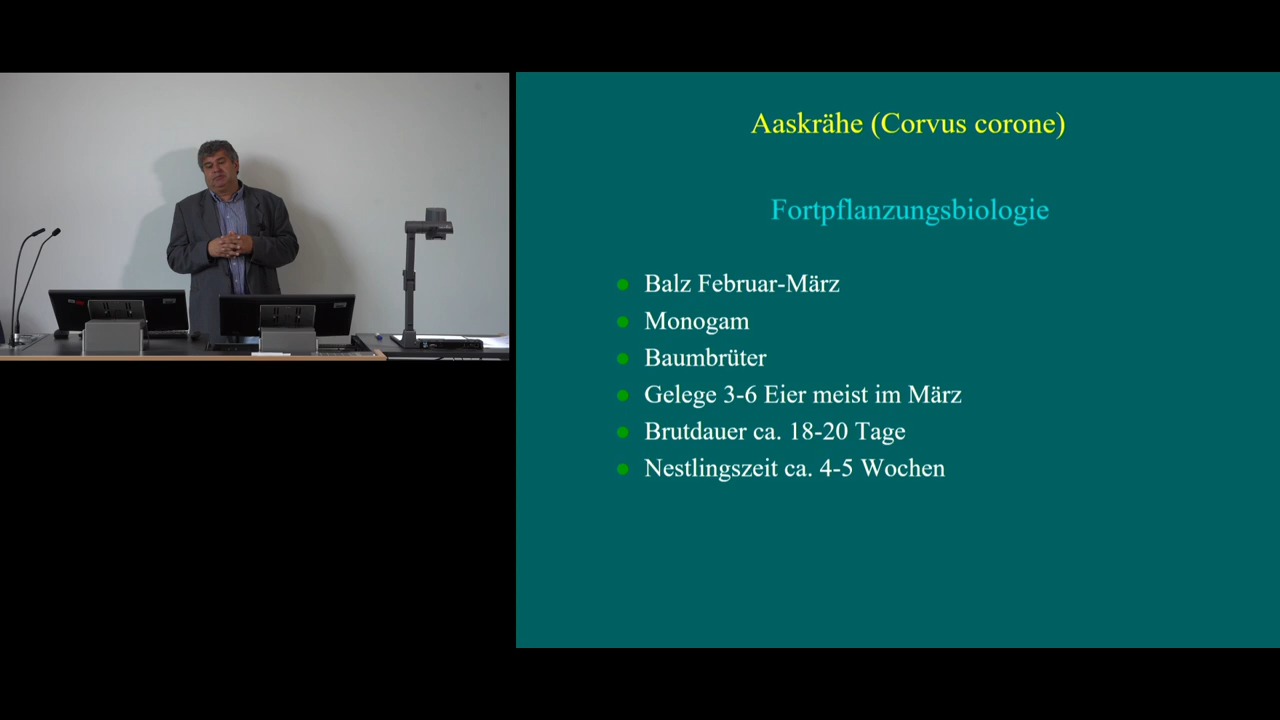 Aaskrähe (Corvus corone)
Fortpflanzungsbiologie
Balz Februar-März
Monogam
Baumbrüter
Gelege 3-6 Eier meist im März
Brutdauer ca. 18-20 Tage
Nestlingszeit ca. 4-5 Wochen